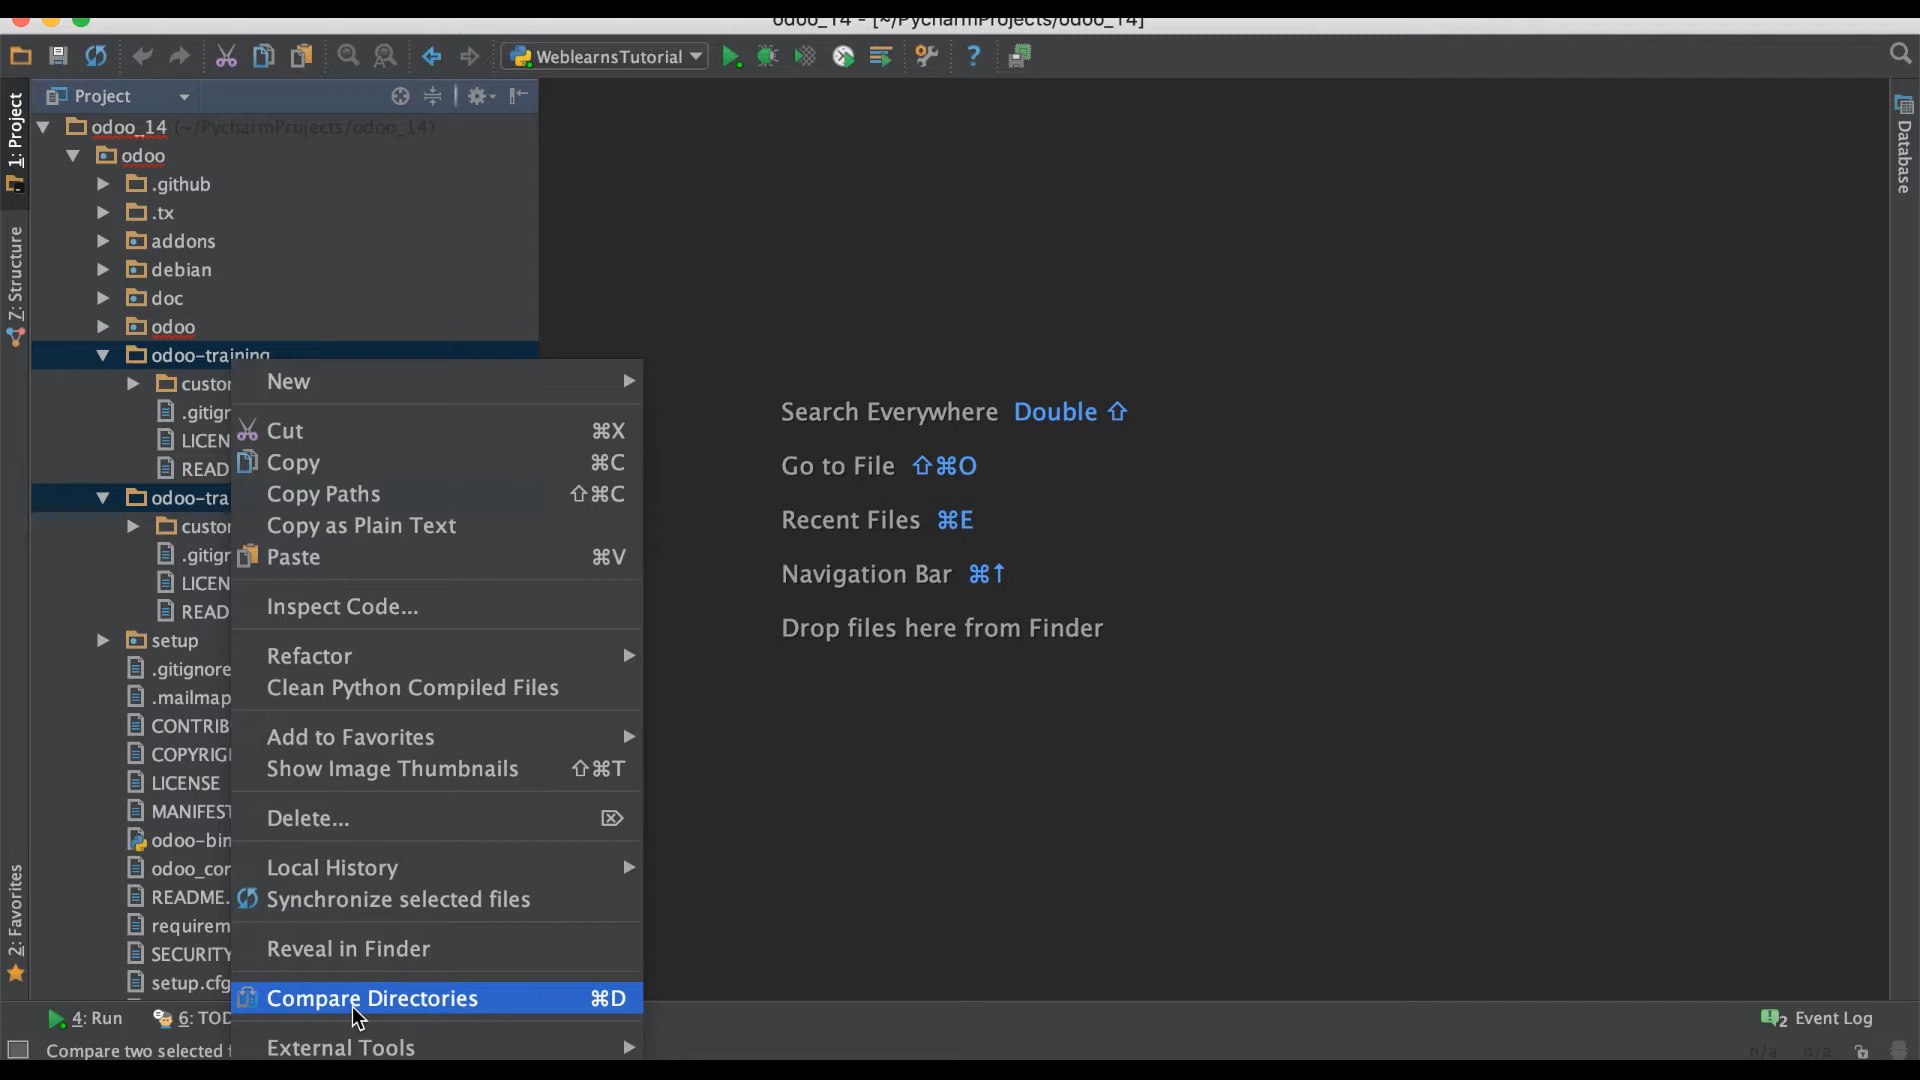 odoo_14 - [~/PycharmProjects/odoo_14]
WeblearnsTutorial
Project
odoo_14 (~/PycharmProjects/odoo_14)
odoo
.github
.tx
addons
debian
doc
odoo
odoo-training
custor
.gitigr
LICEN
READ
odoo-tra
custor
.gitigr
LICEN
READ
setup
.gitignore
.mailmap
CONTRIB
COPYRIG
LICENSE
MANIFEST
odoo-bin
odoo_cor
README.
requirem
SECURITY
setup.cfg
New
Cut ⌘X
Copy ⌘C
Copy Paths ⇧⌘C
Copy as Plain Text
Paste ⌘V
Inspect Code...
Refactor
Clean Python Compiled Files
Add to Favorites
Show Image Thumbnails ⇧⌘T
Delete... ⌦
Local History
Synchronize selected files
Reveal in Finder
Compare Directories ⌘D
External Tools
Search Everywhere Double ⇧
Go to File ⇧⌘O
Recent Files ⌘E
Navigation Bar ⌘↑
Drop files here from Finder
1: Project
7: Structure
2: Favorites
Database
4: Run
6: TOD
2 Event Log
Compare two selected f
n/a n/a